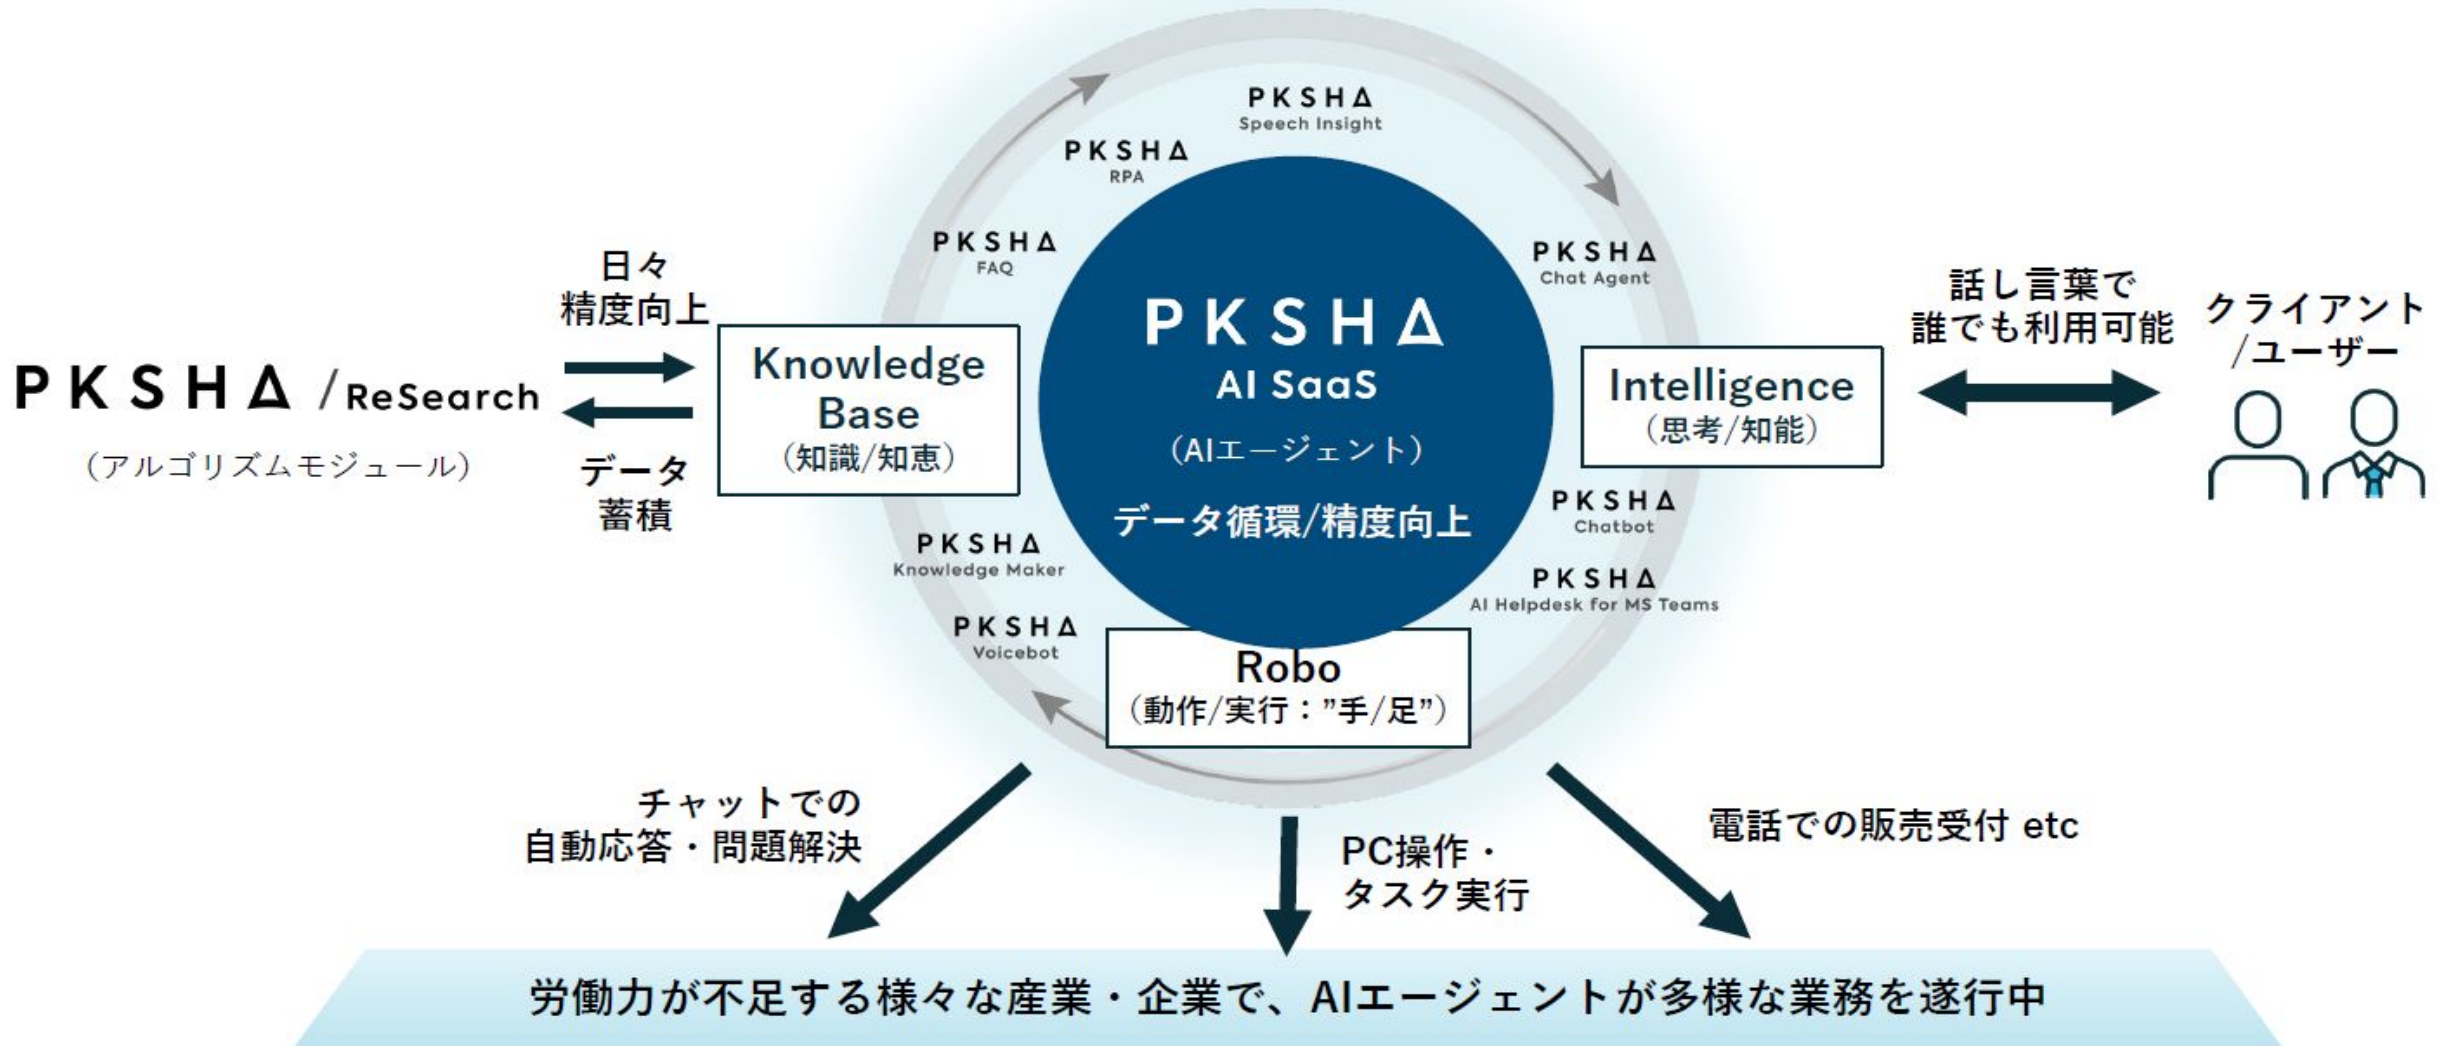 PKSHA
Speech Insight
PKSHA
RPA
PKSHA
FAQ
PKSHA
Chat Agent
日々
精度向上
PKSHA /ReSearch
（アルゴリズムモジュール）
データ
蓄積
Knowledge
Base
（知識/知恵）
PKSHA
AI SaaS
（AIエージェント）
データ循環/精度向上
Intelligence
（思考/知能）
話し言葉で
誰でも利用可能
クライアント
/ユーザー
PKSHA
Chatbot
PKSHA
AI Helpdesk for MS Teams
PKSHA
Knowledge Maker
PKSHA
Voicebot
Robo
（動作/実行：”手/足”）
チャットでの
自動応答・問題解決
PC操作・
タスク実行
電話での販売受付 etc
労働力が不足する様々な産業・企業で、AIエージェントが多様な業務を遂行中